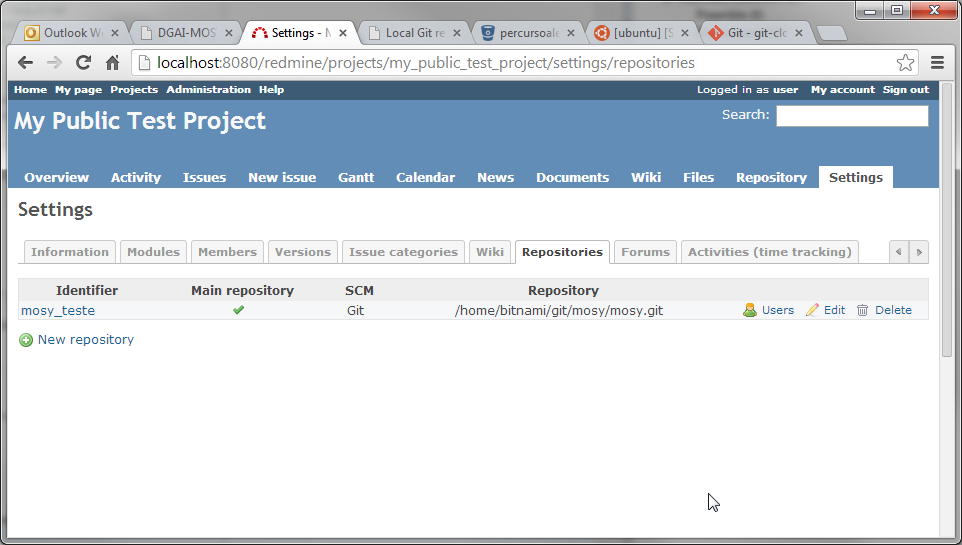 Outlook We
DGAI-MOS
Settings - M
Local Git re
percursoale
[ubuntu] [S
Git - git-clo
localhost:8080/redmine/projects/my_public_test_project/settings/repositories
Home My page Projects Administration Help Logged in as user My account Sign out
My Public Test Project Search:
Overview Activity Issues New issue Gantt Calendar News Documents Wiki Files Repository Settings
Settings
Information Modules Members Versions Issue categories Wiki Repositories Forums Activities (time tracking)
Identifier Main repository SCM Repository
mosy_teste Git /home/bitnami/git/mosy/mosy.git Users Edit Delete
New repository